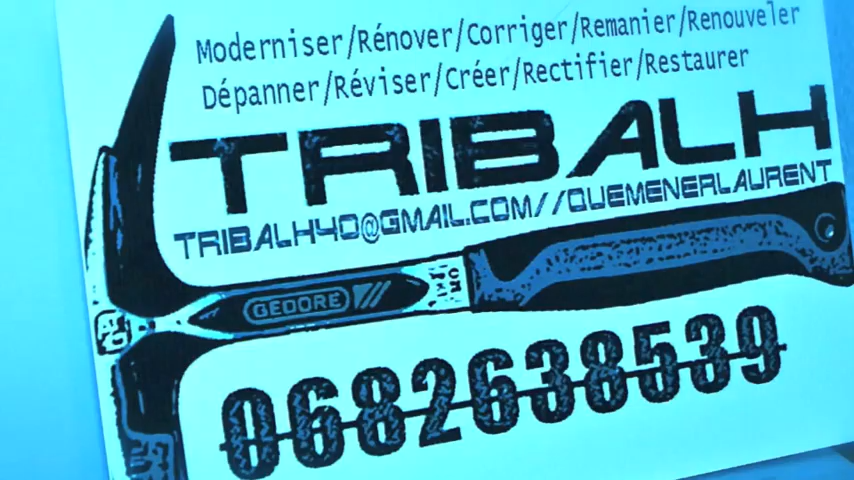 Moderniser/Rénover/Corriger/Remanier/Renouveler
Dépanner/Réviser/Créer/Rectifier/Restaurer
TRIBALH
TRIBALH40@GMAIL.COM//QUEMENERLAURENT
GEDORE
0682638539